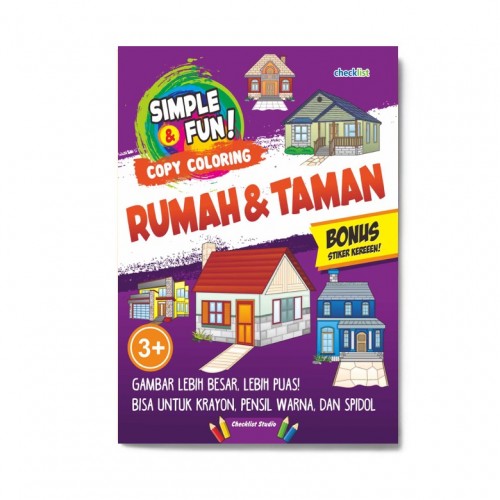 checklist
SIMPLE
& FUN!
COPY COLORING
RUMAH & TAMAN
BONUS
STIKER KEREEEN!
3+
GAMBAR LEBIH BESAR, LEBIH PUAS!
BISA UNTUK KRAYON, PENSIL WARNA, DAN SPIDOL
Checklist Studio